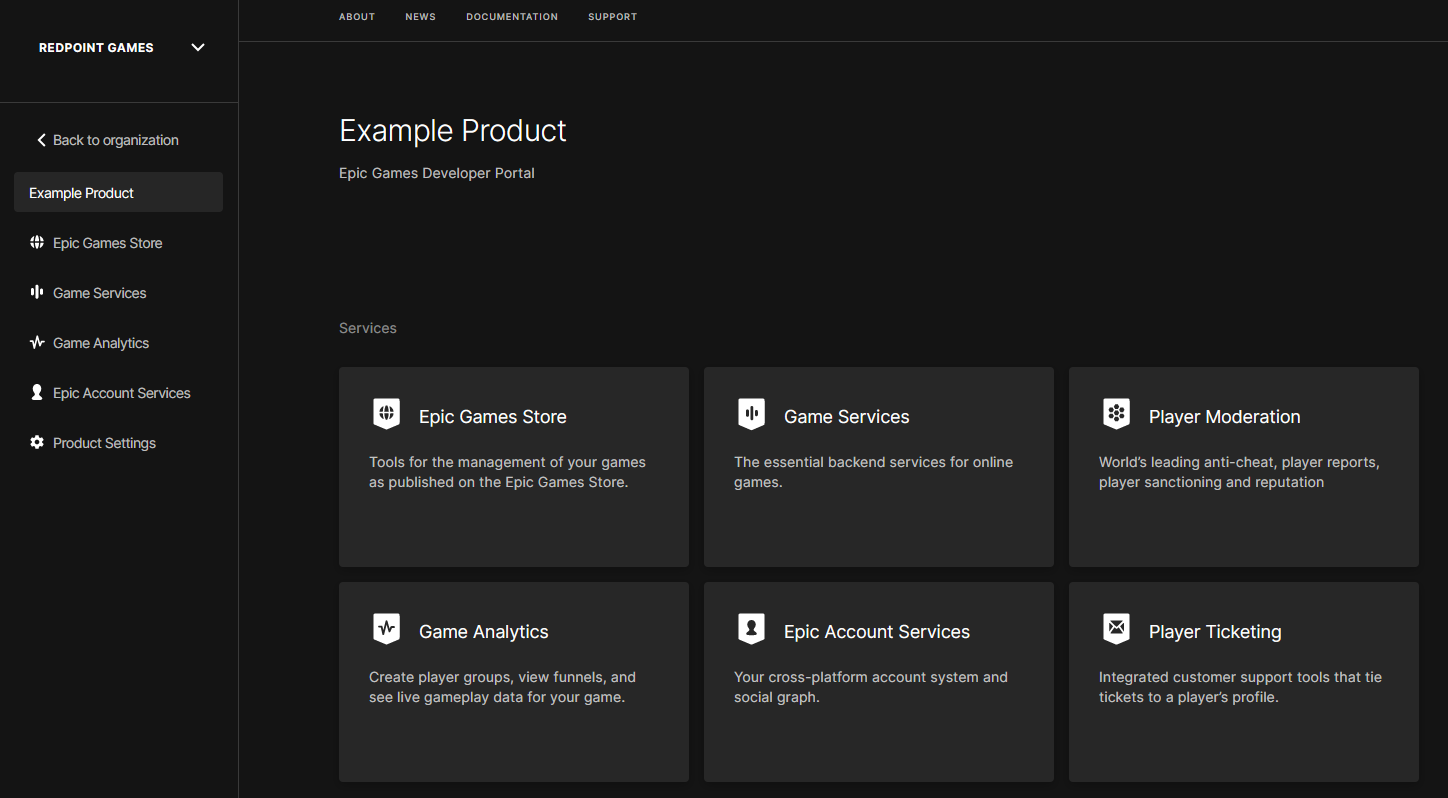 REDPOINT GAMES
Back to organization
Example Product
Epic Games Store
Game Services
Game Analytics
Epic Account Services
Product Settings
ABOUT NEWS DOCUMENTATION SUPPORT
Example Product
Epic Games Developer Portal
Services
Epic Games Store
Tools for the management of your games
as published on the Epic Games Store.
Game Services
The essential backend services for online
games.
Player Moderation
World’s leading anti-cheat, player reports,
player sanctioning and reputation
Game Analytics
Create player groups, view funnels, and
see live gameplay data for your game.
Epic Account Services
Your cross-platform account system and
social graph.
Player Ticketing
Integrated customer support tools that tie
tickets to a player’s profile.